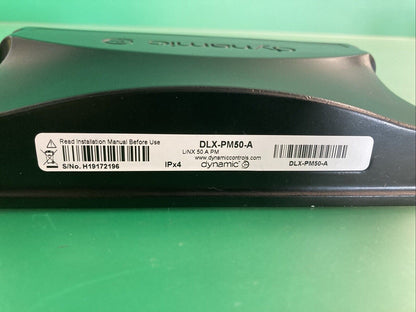 dynamic
Read Installation Manual Before Use
S/No. H19172196
IPx4
DLX-PM50-A
LiNX 50 A PM
www.dynamiccontrols.com
dynamic
DLX-PM50-A